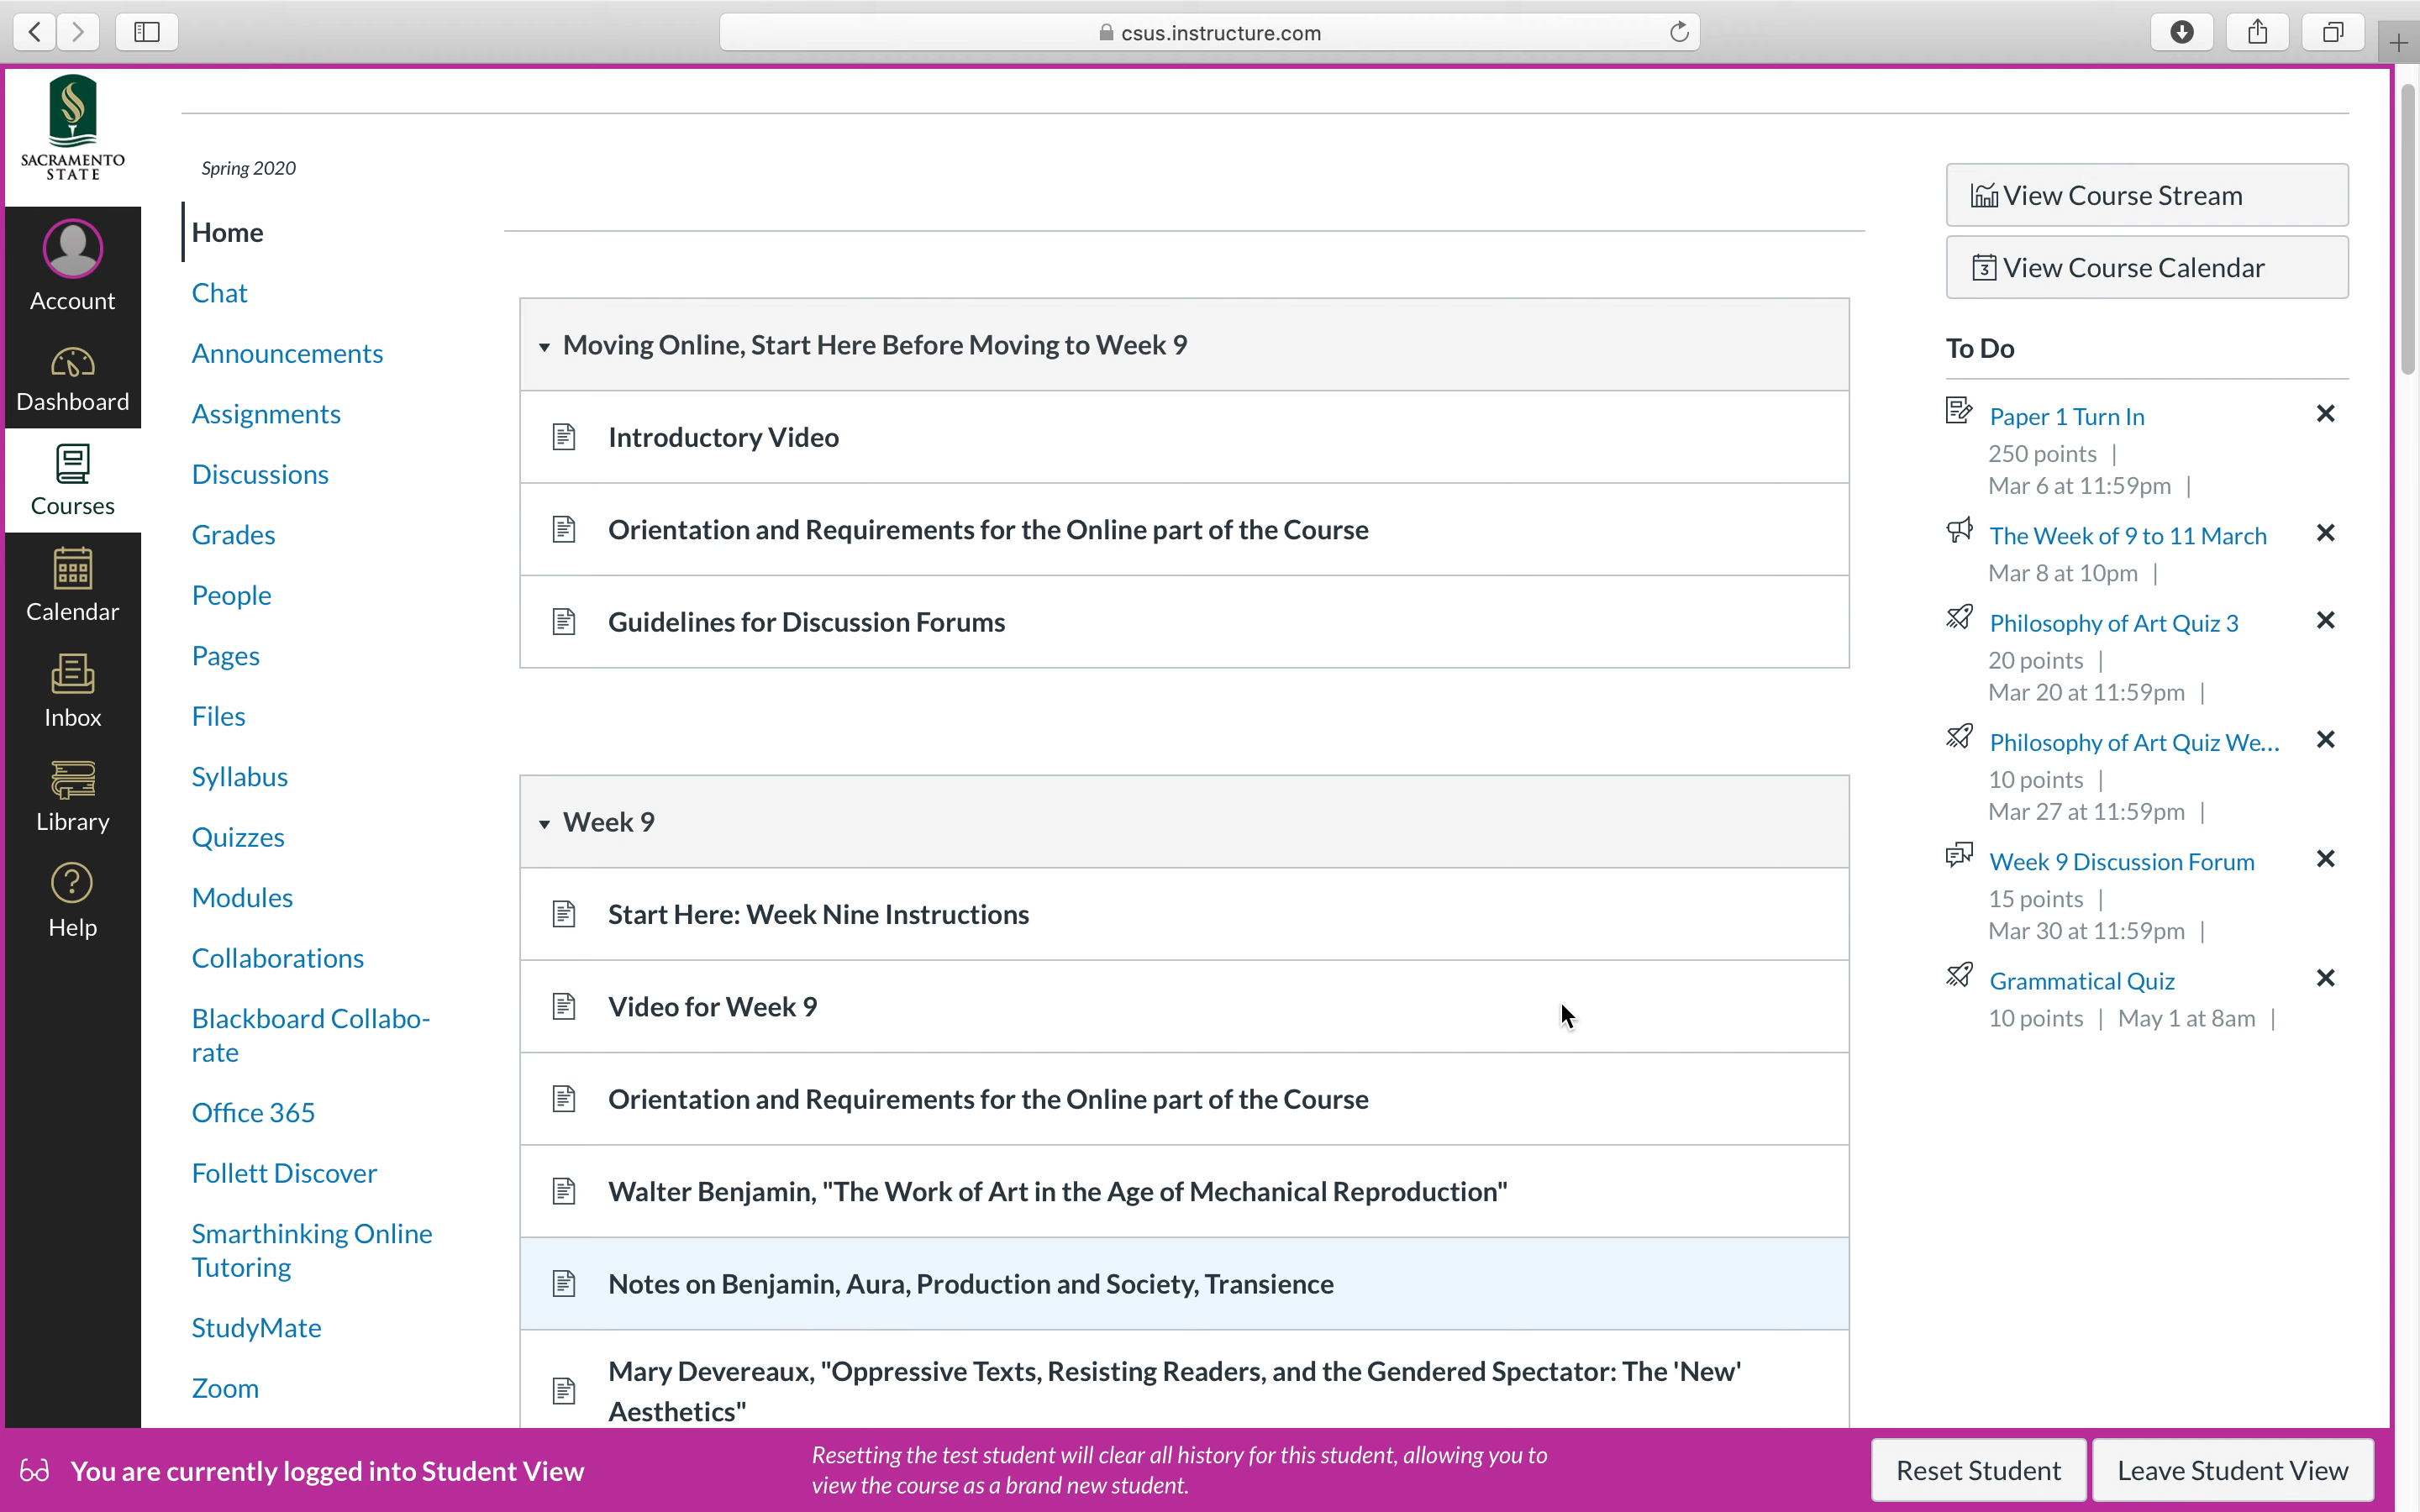 csus.instructure.com
SACRAMENTO
STATE
Account
Dashboard
Courses
Calendar
Inbox
Library
Help
Spring 2020
Home
Chat
Announcements
Assignments
Discussions
Grades
People
Pages
Files
Syllabus
Quizzes
Modules
Collaborations
Blackboard Collabo-
rate
Office 365
Follett Discover
Smarthinking Online
Tutoring
StudyMate
Zoom
Moving Online, Start Here Before Moving to Week 9
Introductory Video
Orientation and Requirements for the Online part of the Course
Guidelines for Discussion Forums
Week 9
Start Here: Week Nine Instructions
Video for Week 9
Orientation and Requirements for the Online part of the Course
Walter Benjamin, "The Work of Art in the Age of Mechanical Reproduction"
Notes on Benjamin, Aura, Production and Society, Transience
Mary Devereaux, "Oppressive Texts, Resisting Readers, and the Gendered Spectator: The 'New'
Aesthetics"
View Course Stream
3 View Course Calendar
To Do
Paper 1 Turn In
250 points |
Mar 6 at 11:59pm |
The Week of 9 to 11 March
Mar 8 at 10pm |
Philosophy of Art Quiz 3
20 points |
Mar 20 at 11:59pm |
Philosophy of Art Quiz We...
10 points |
Mar 27 at 11:59pm |
Week 9 Discussion Forum
15 points |
Mar 30 at 11:59pm |
Grammatical Quiz
10 points | May 1 at 8am |
You are currently logged into Student View
Resetting the test student will clear all history for this student, allowing you to
view the course as a brand new student.
Reset Student
Leave Student View